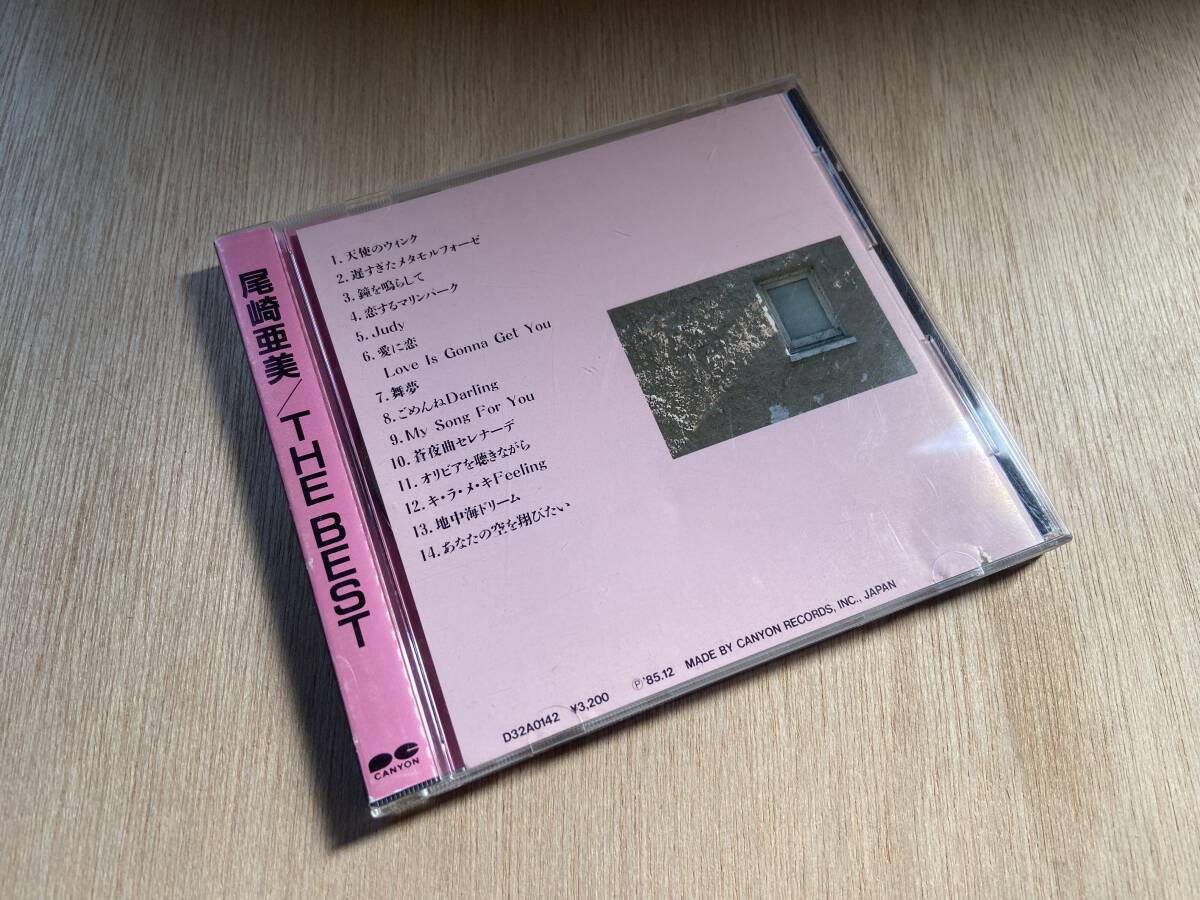 尾崎亜美/THE BEST
CANYON
1.天使のウィンク
2.遅すぎたメタモルフォーゼ
3.鐘を鳴らして
4.恋するマリンパーク
5.Judy
6.愛に恋
Love Is Gonna Get You
7.舞夢
8.ごめんねDarling
9.My Song For You
10.蒼夜曲セレナーデ
11.オリビアを聴きながら
12.キ・ラ・メ・キFeeling
13.地中海ドリーム
14.あなたの空を翔びたい
D32A0142 ¥3,200 ℗'85.12 MADE BY CANYON RECORDS, INC., JAPAN